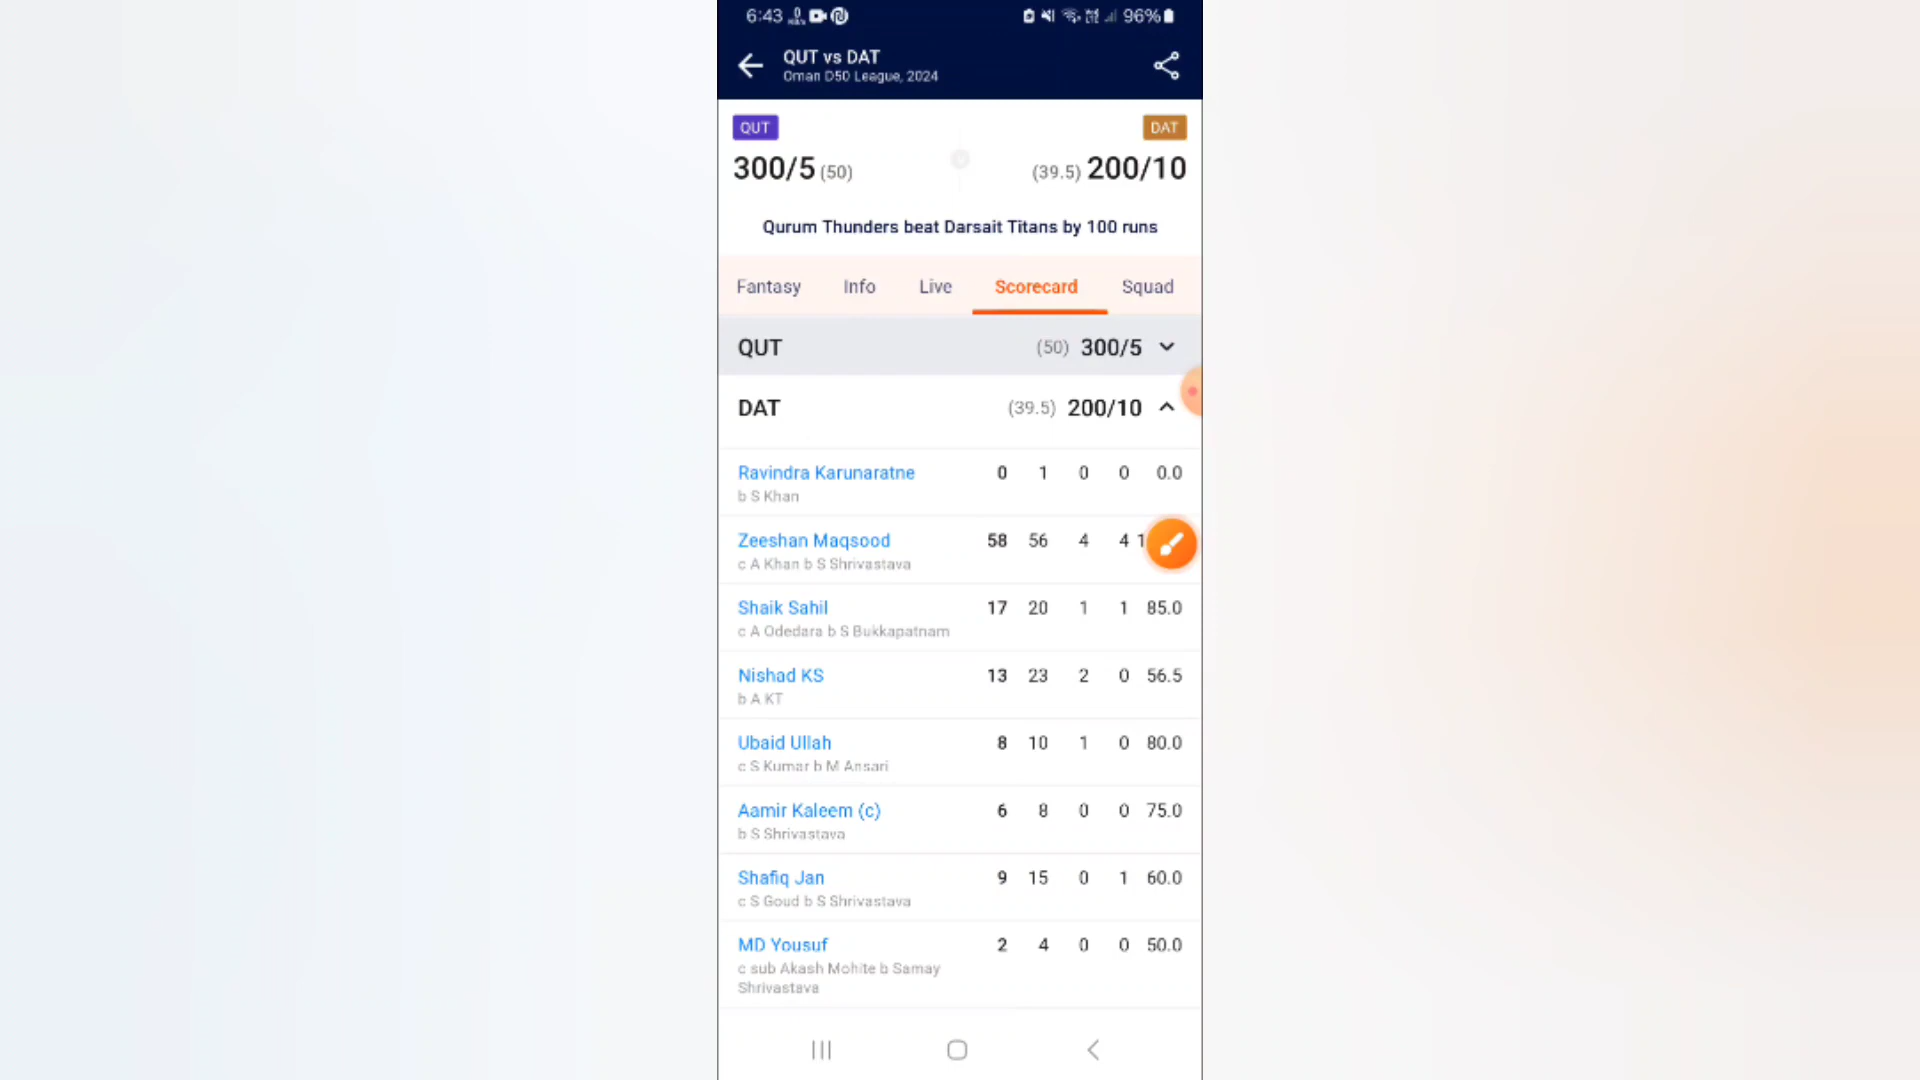 6:43 96%
QUT vs DAT
Oman D50 League, 2024
QUT DAT
300/5 (50) (39.5) 200/10
Qurum Thunders beat Darsait Titans by 100 runs
Fantasy Info Live Scorecard Squad
QUT (50) 300/5
DAT (39.5) 200/10
Ravindra Karunaratne 0 1 0 0 0.0
b S Khan
Zeeshan Maqsood 58 56 4 4 1
c A Khan b S Shrivastava
Shaik Sahil 17 20 1 1 85.0
c A Odedara b S Bukkapatnam
Nishad KS 13 23 2 0 56.5
b A KT
Ubaid Ullah 8 10 1 0 80.0
c S Kumar b M Ansari
Aamir Kaleem (c) 6 8 0 0 75.0
b S Shrivastava
Shafiq Jan 9 15 0 1 60.0
c S Goud b S Shrivastava
MD Yousuf 2 4 0 0 50.0
c sub Akash Mohite b Samay
Shrivastava